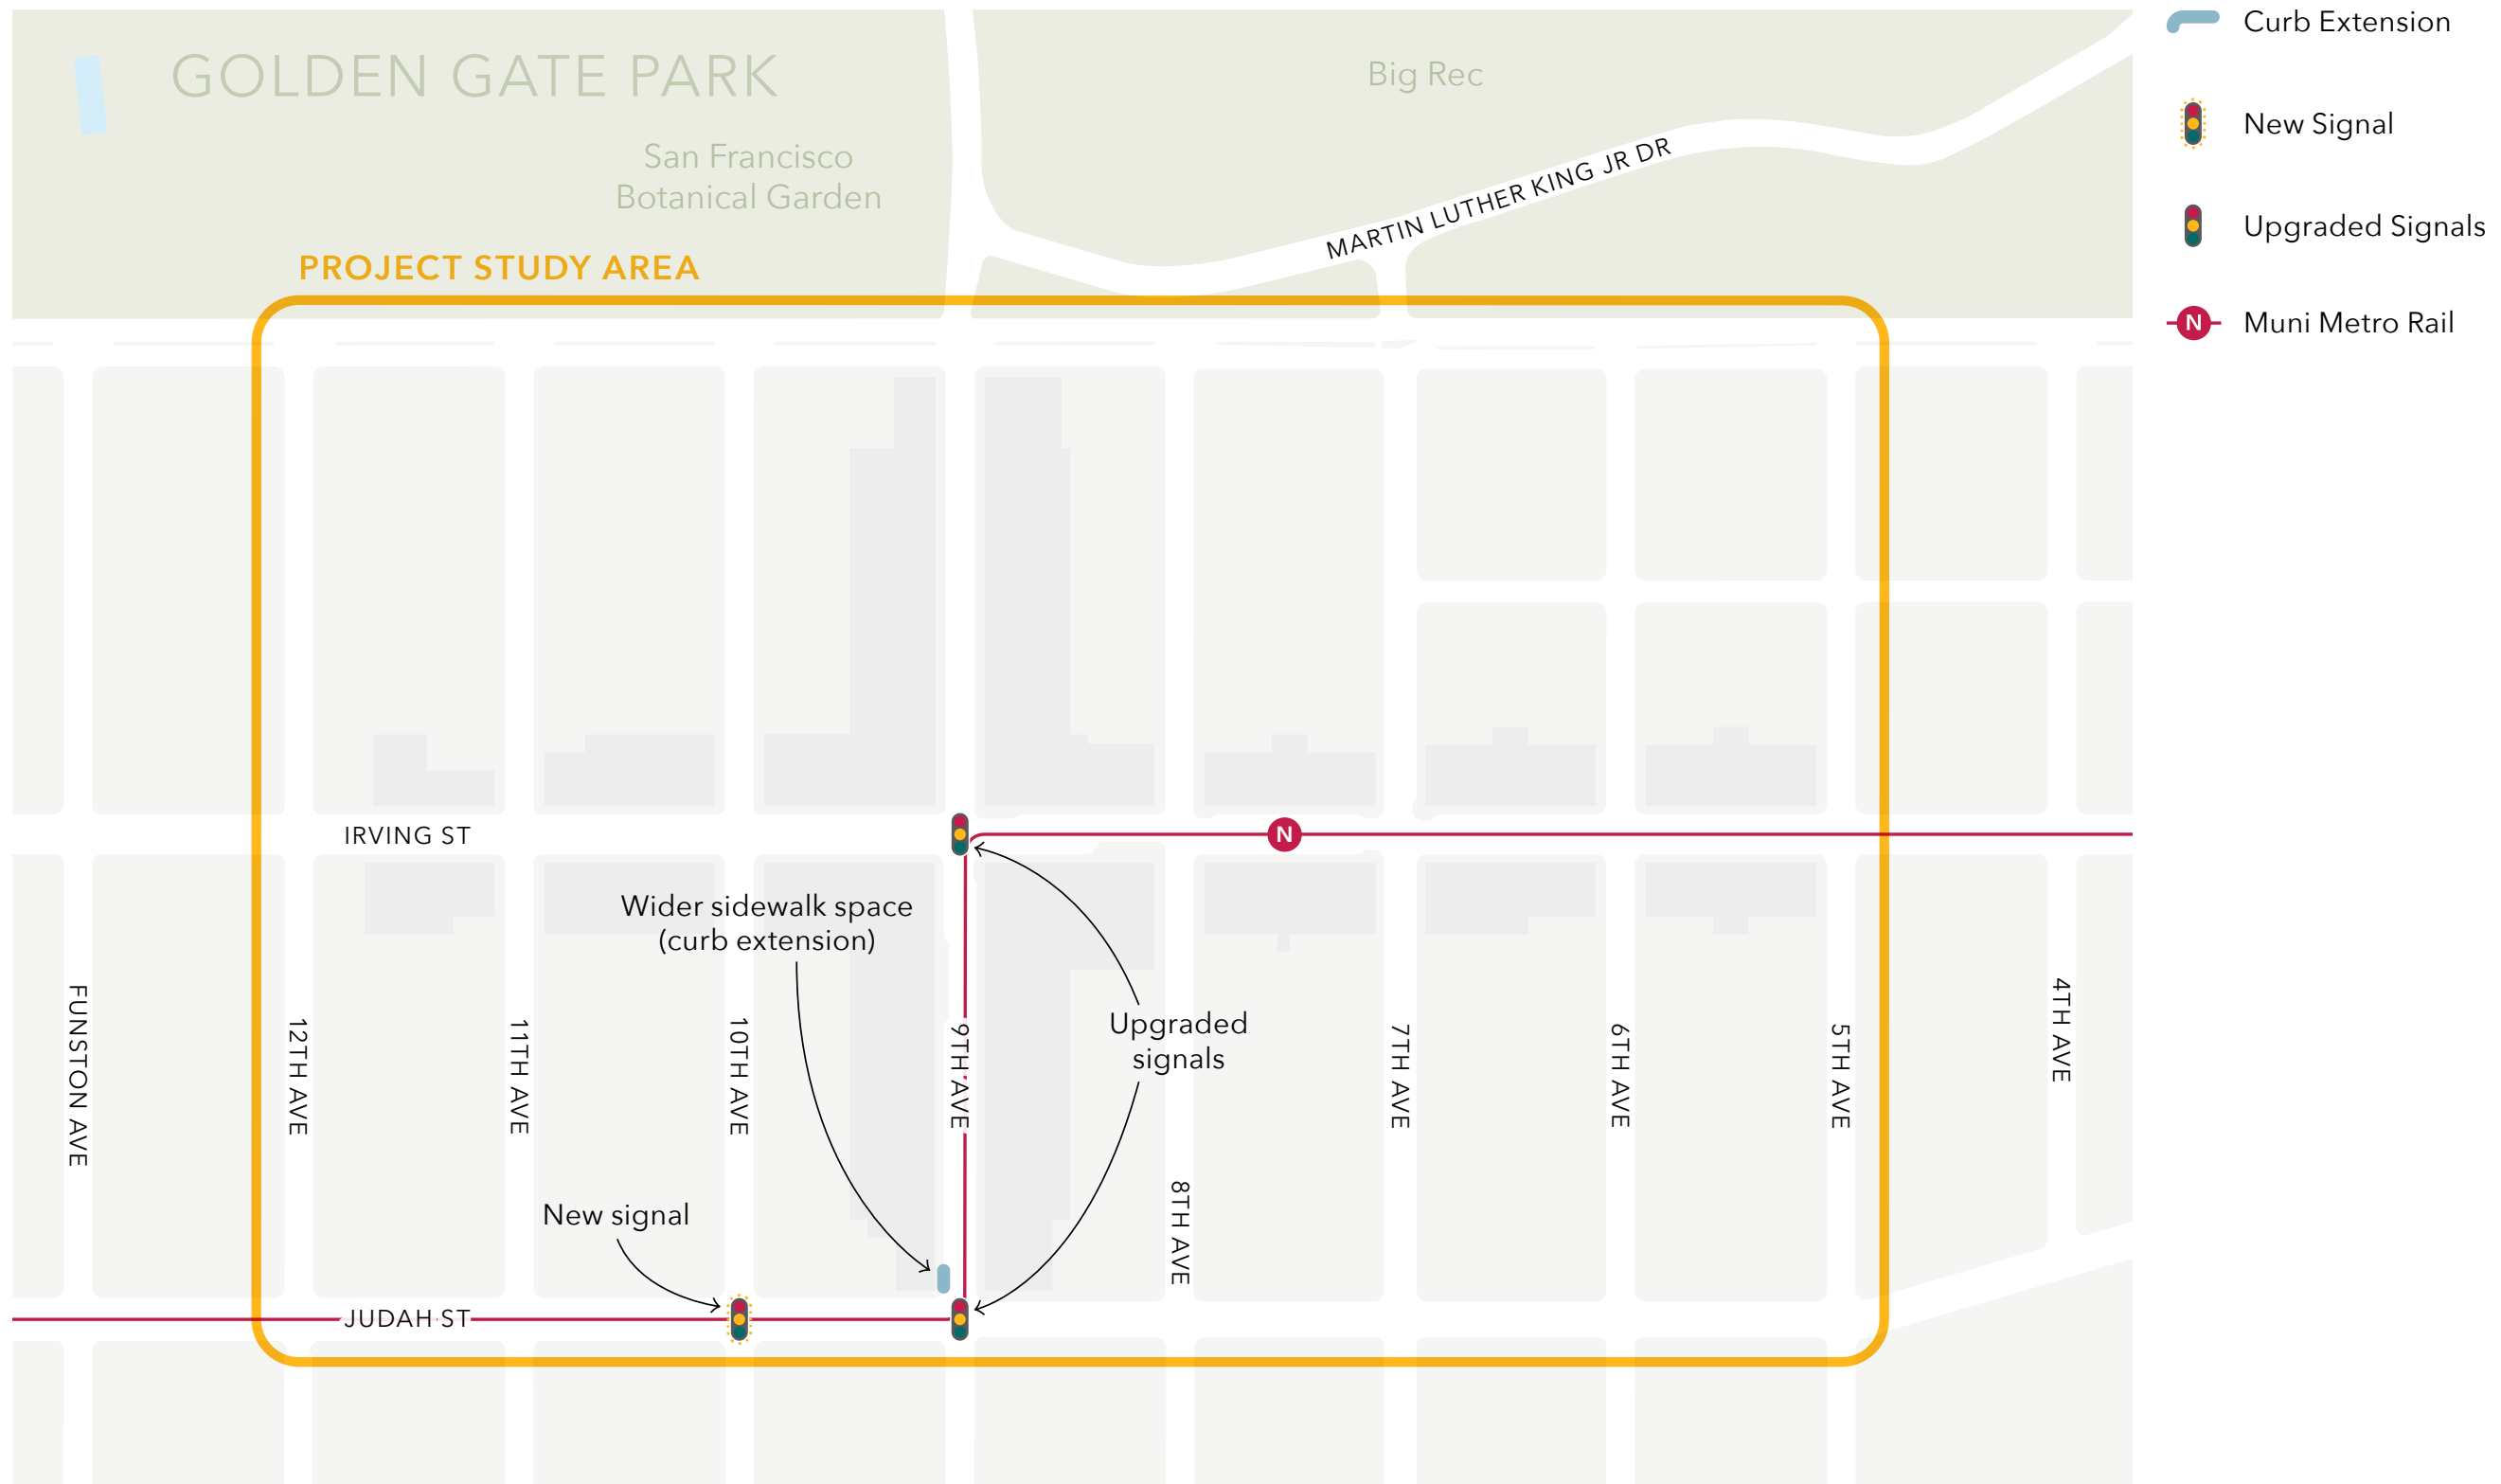 GOLDEN GATE PARK
San Francisco
Botanical Garden
Big Rec
MARTIN LUTHER KING JR DR
PROJECT STUDY AREA
Curb Extension
New Signal
Upgraded Signals
N
Muni Metro Rail
IRVING ST
N
Wider sidewalk space
(curb extension)
Upgraded
signals
FUNSTON AVE
12TH AVE
11TH AVE
10TH AVE
9TH AVE
8TH AVE
7TH AVE
6TH AVE
5TH AVE
4TH AVE
New signal
JUDAH ST